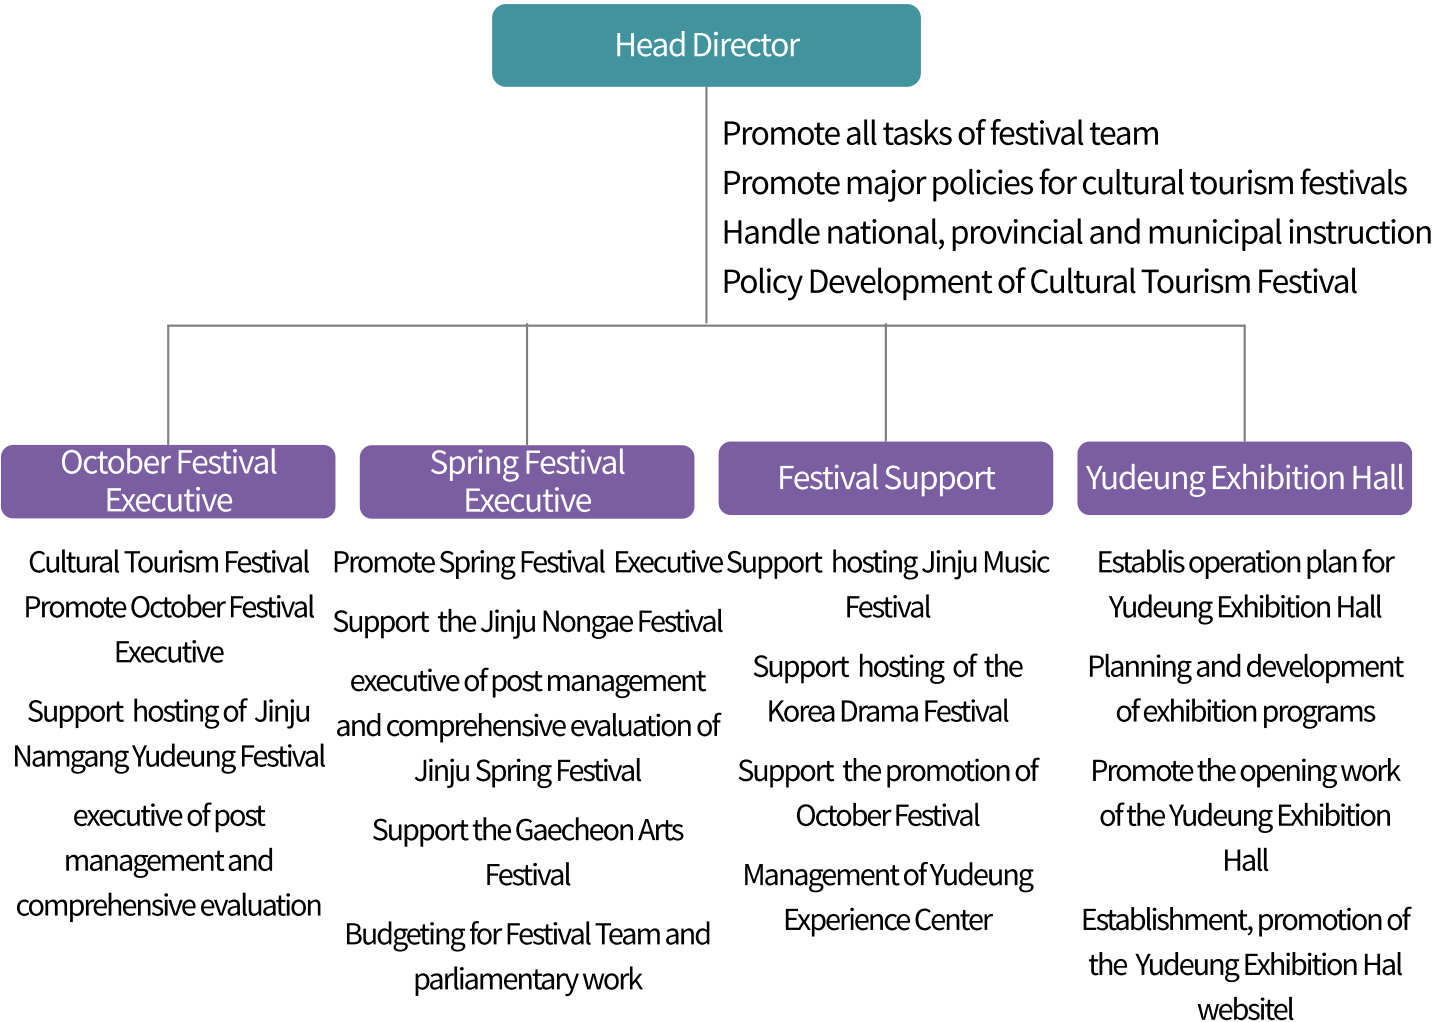 Head Director
Promote all tasks of festival team
Promote major policies for cultural tourism festivals
Handle national, provincial and municipal instruction
Policy Development of Cultural Tourism Festival
October Festival
Executive
Cultural Tourism Festival
Promote October Festival
Executive
Support hosting of Jinju
Namgang Yudeung Festival
executive of post
management and
comprehensive evaluation
Spring Festival
Executive
Promote Spring Festival Executive
Support the Jinju Nongae Festival
executive of post management
and comprehensive evaluation of
Jinju Spring Festival
Support the Gaecheon Arts
Festival
Budgeting for Festival Team and
parliamentary work
Festival Support
Support hosting Jinju Music
Festival
Support hosting of the
Korea Drama Festival
Support the promotion of
October Festival
Management of Yudeung
Experience Center
Yudeung Exhibition Hall
Establis operation plan for
Yudeung Exhibition Hall
Planning and development
of exhibition programs
Promote the opening work
of the Yudeung Exhibition
Hall
Establishment, promotion of
the Yudeung Exhibition Hal
websitel